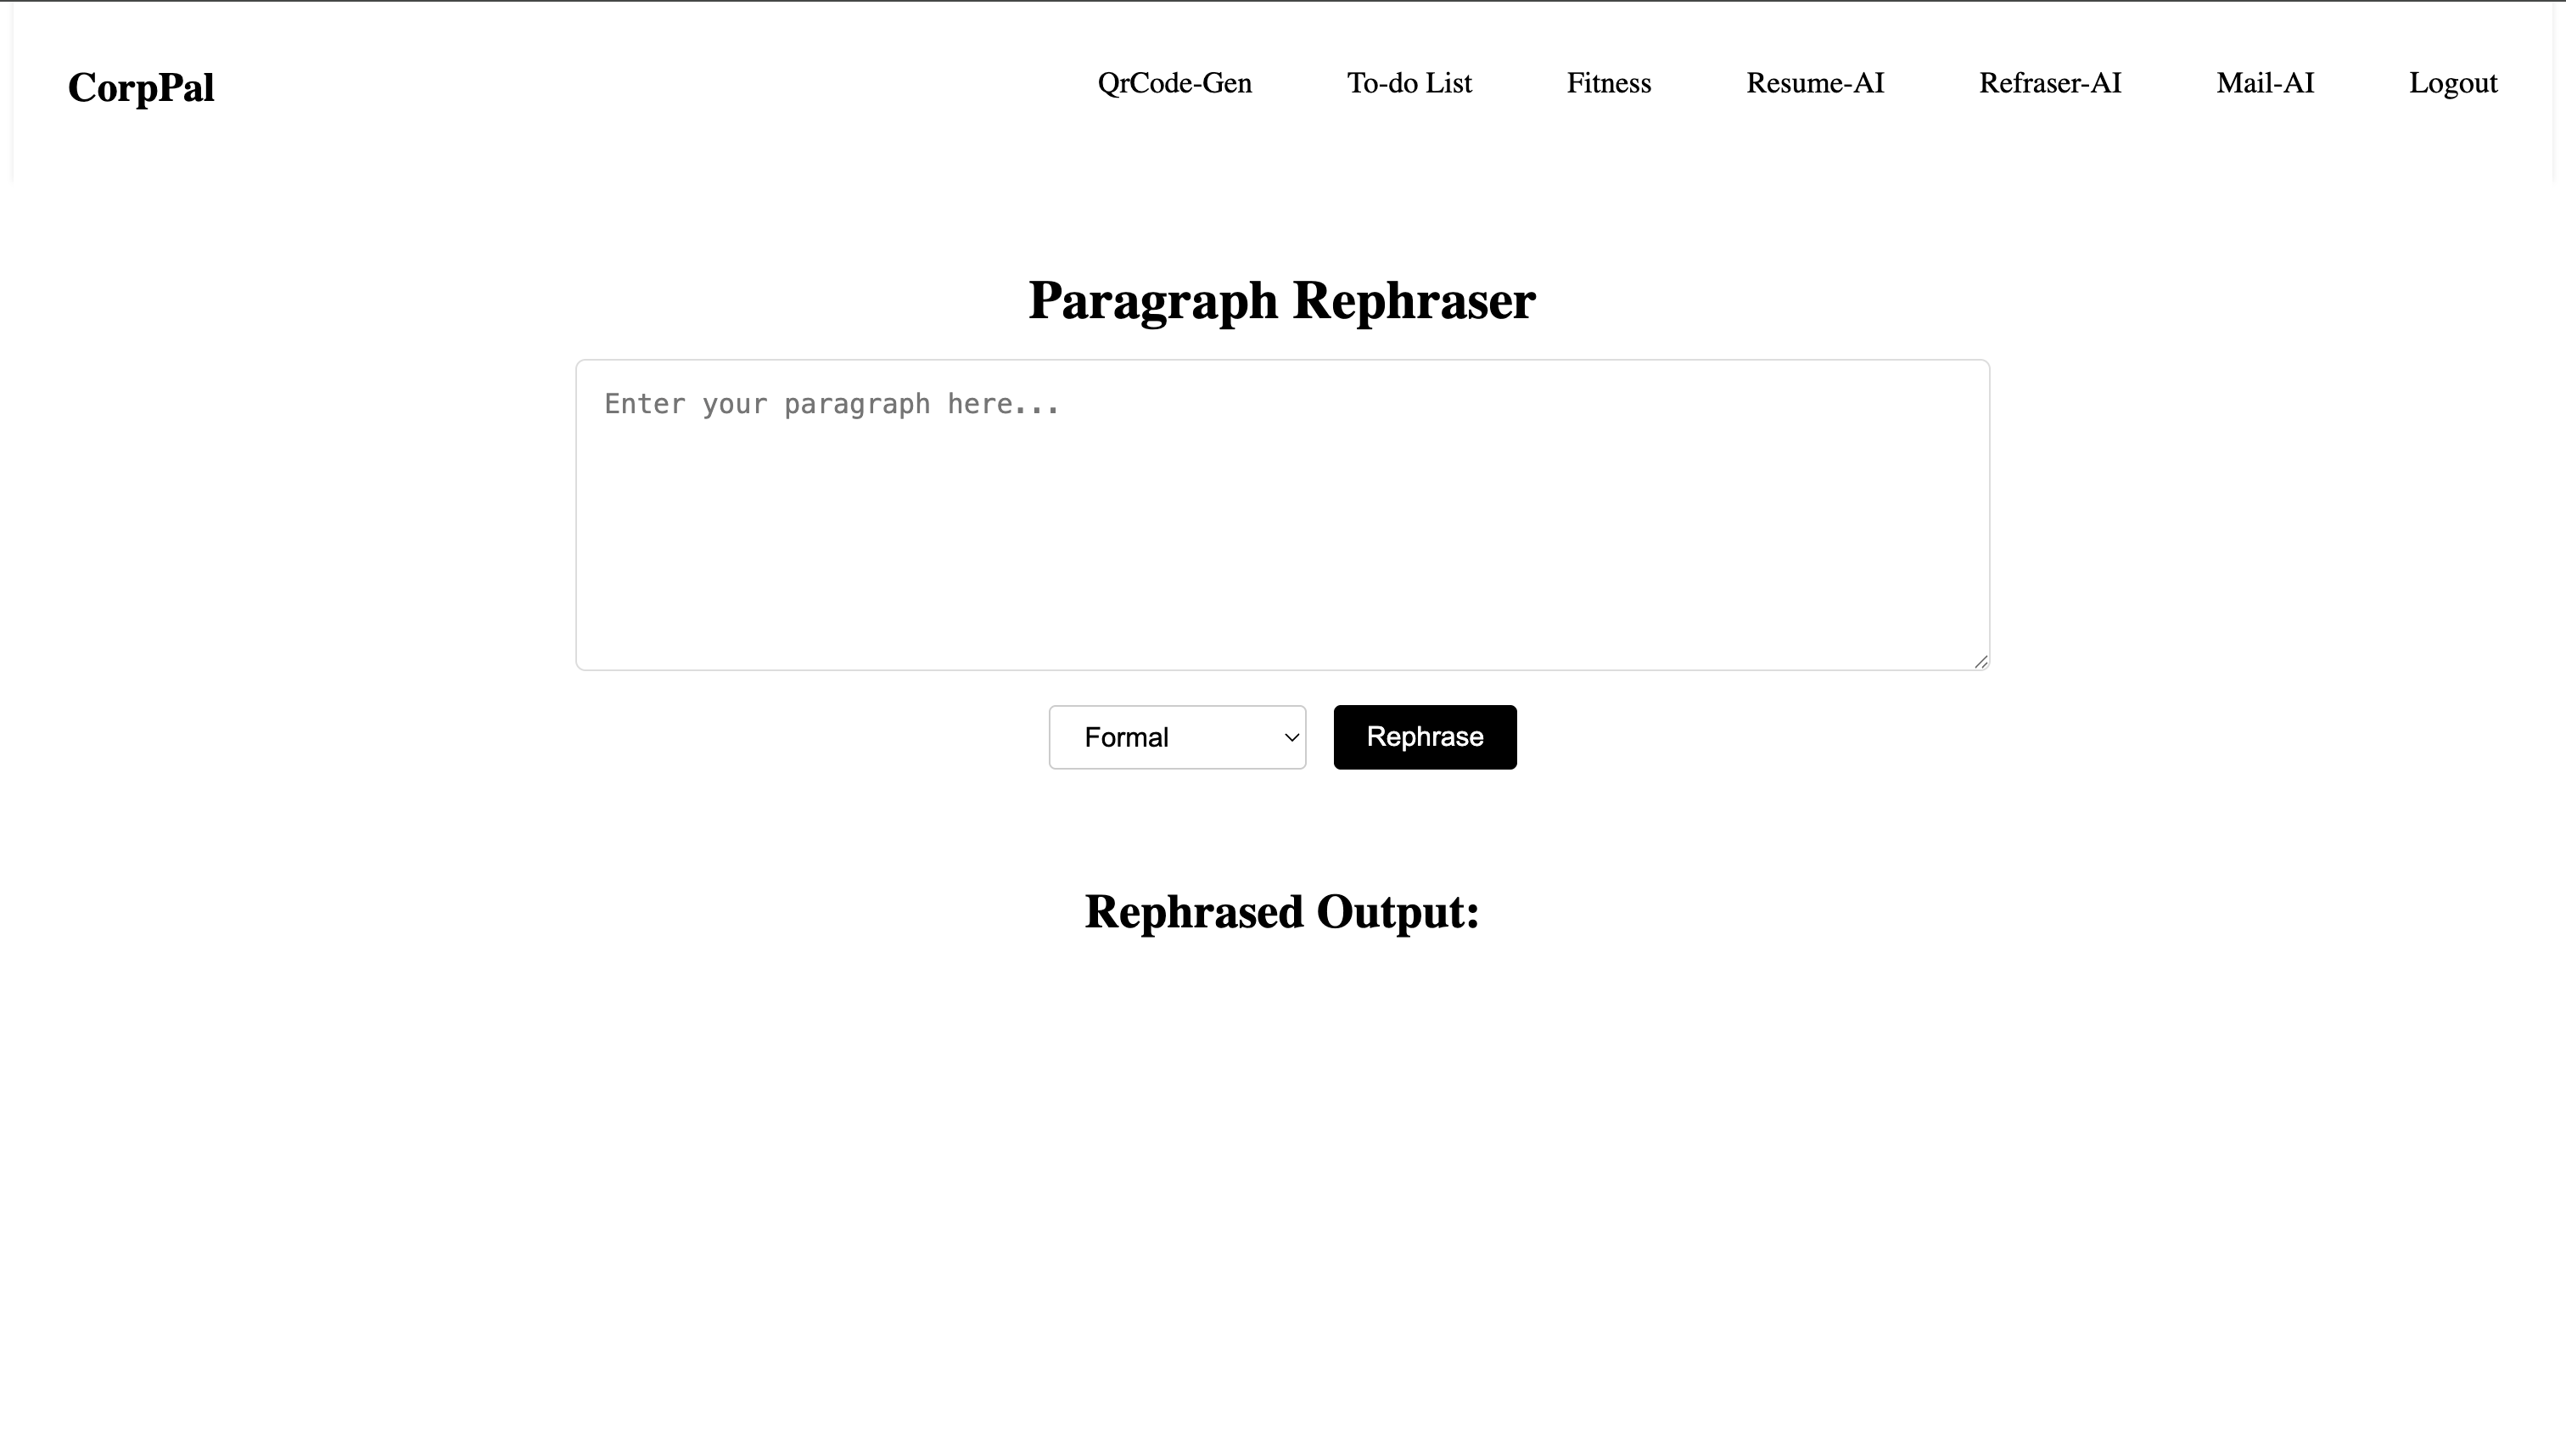 CorpPal
QrCode-Gen To-do List Fitness Resume-AI Refraser-AI Mail-AI Logout
Paragraph Rephraser
Enter your paragraph here...
Formal Rephrase
Rephrased Output: